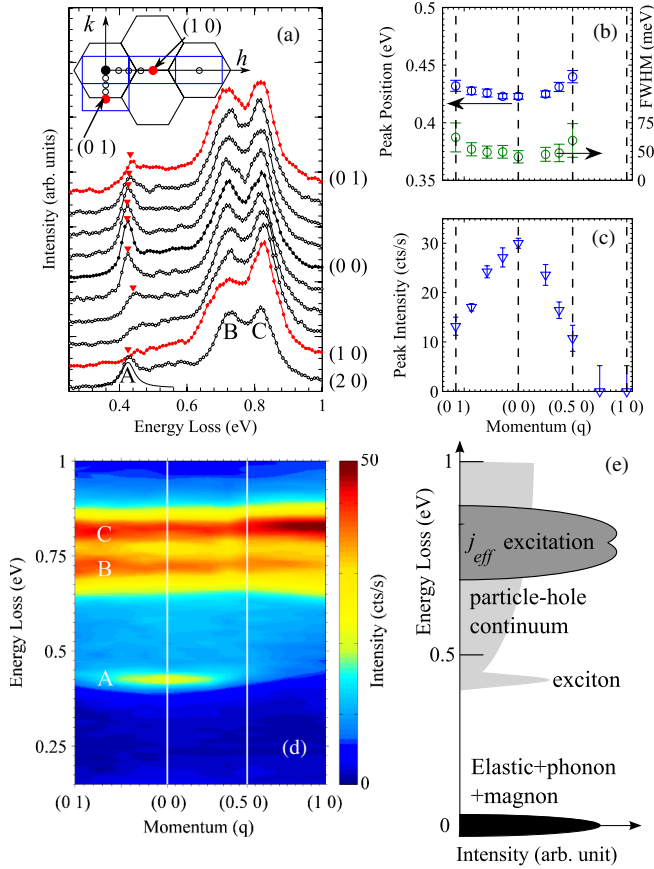 (a)
k
(1 0)
h
(0 1)
Intensity (arb. units)
(0 1)
(0 0)
(1 0)
(2 0)
A
B
C
0.4
0.6
0.8
1
Energy Loss (eV)
(b)
Peak Position (eV)
0.45
0.4
0.35
FWHM (meV)
75
50
0
(c)
Peak Intensity (cts/s)
30
20
10
0
(0 1)
(0 0)
(0.5 0)
(1 0)
Momentum (q)
Energy Loss (eV)
1
0.75
0.5
0.25
C
B
A
(d)
(0 1)
(0 0)
(0.5 0)
(1 0)
Momentum (q)
50
Intensity (cts/s)
0
(e)
Energy Loss (eV)
1
0.5
0
jeff excitation
particle-hole
continuum
exciton
Elastic+phonon
+magnon
Intensity (arb. unit)